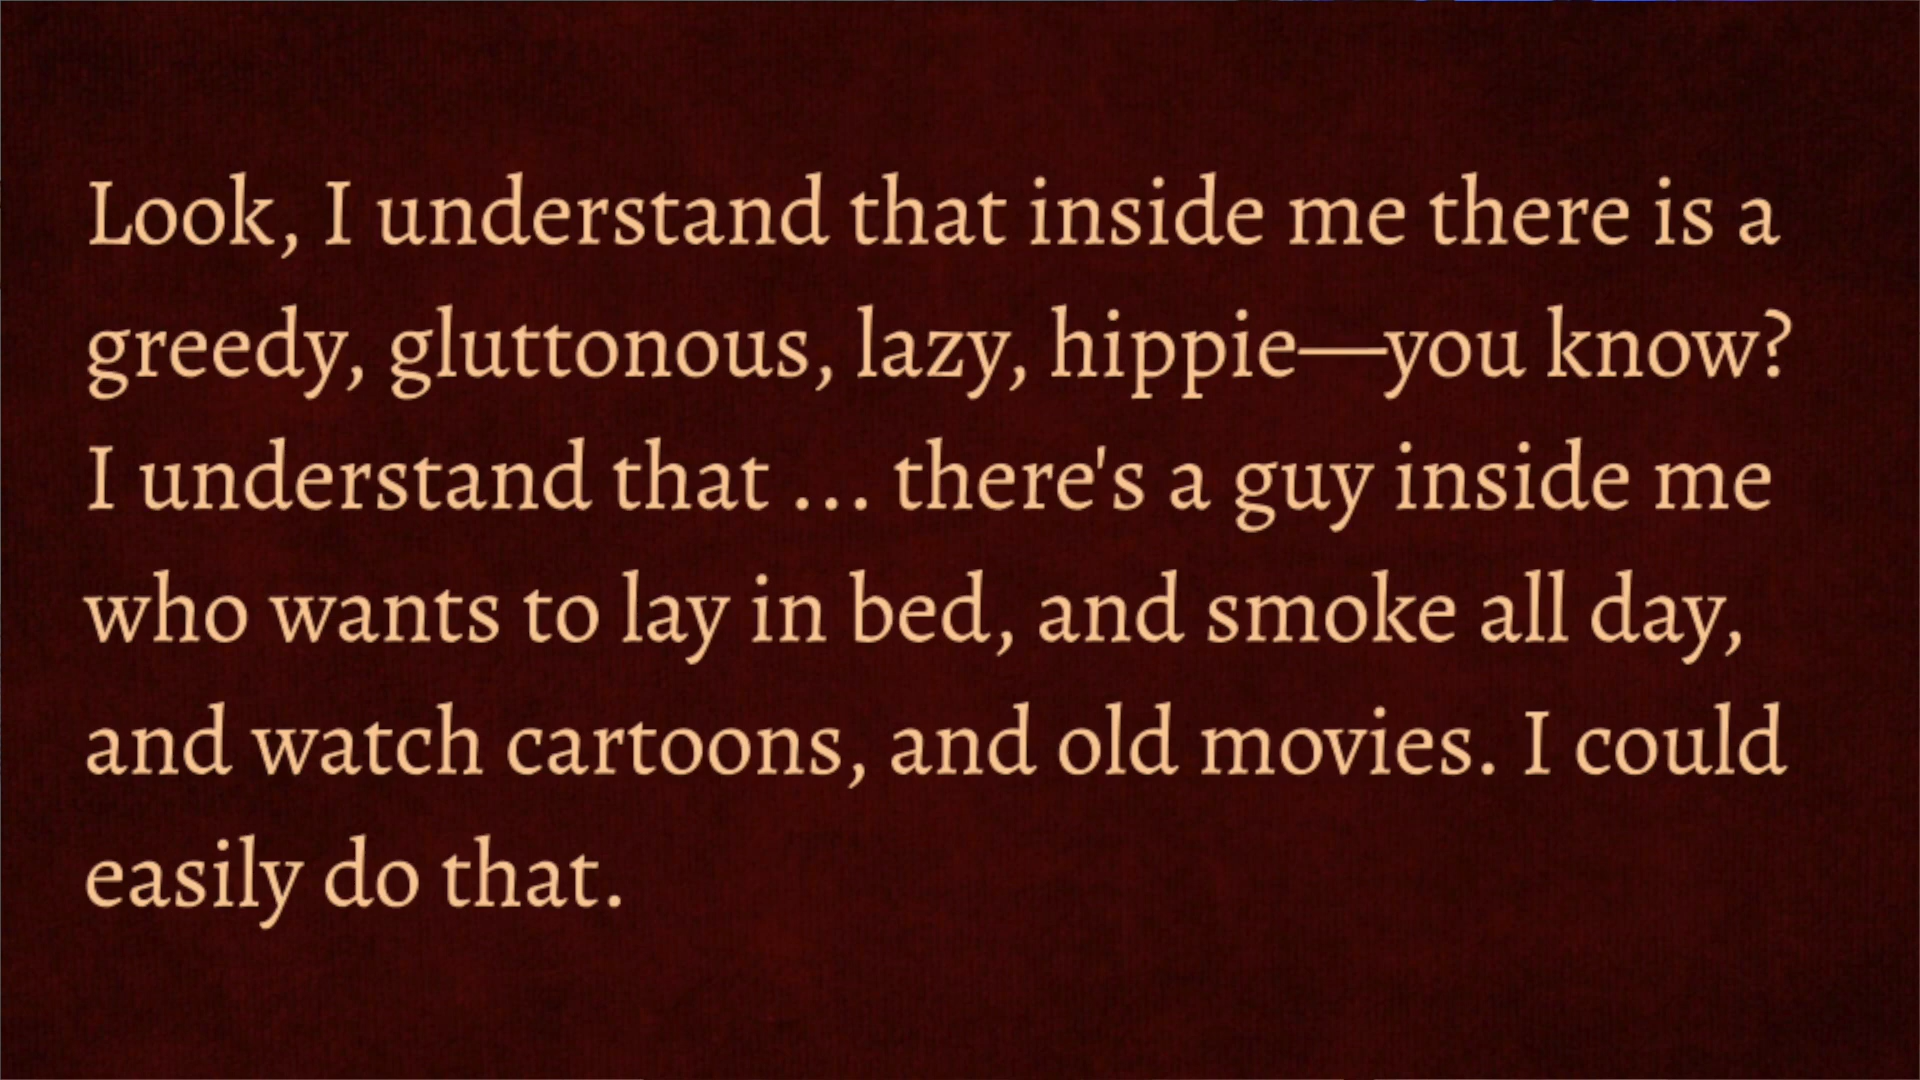 Look, I understand that inside me there is a
greedy, gluttonous, lazy, hippie—you know?
I understand that ... there's a guy inside me
who wants to lay in bed, and smoke all day,
and watch cartoons, and old movies. I could
easily do that.